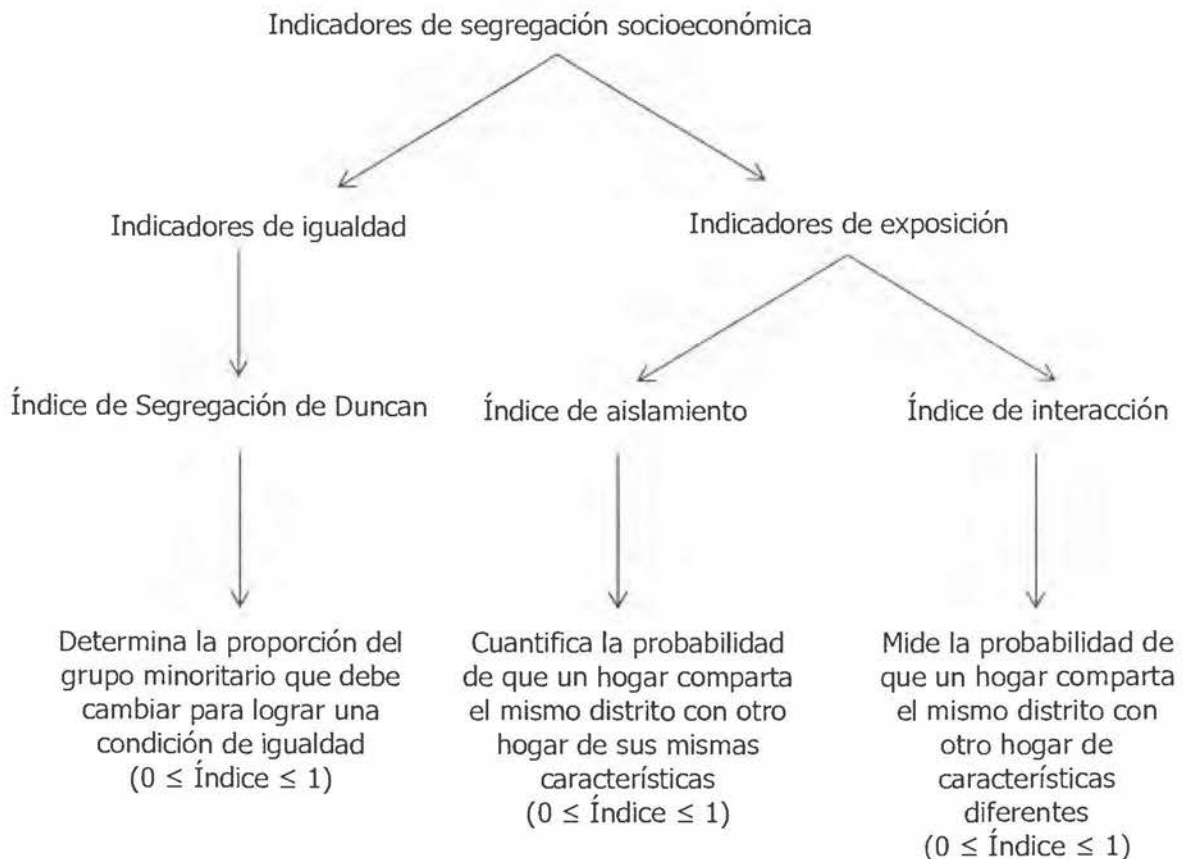 Indicadores de segregación socioeconómica
Indicadores de igualdad
Indicadores de exposición
Índice de Segregación de Duncan
Índice de aislamiento
Índice de interacción
Determina la proporción del
grupo minoritario que debe
cambiar para lograr una
condición de igualdad
(0 ≤ Índice ≤ 1)
Cuantifica la probabilidad
de que un hogar comparta
el mismo distrito con otro
hogar de sus mismas
características
(0 ≤ Índice ≤ 1)
Mide la probabilidad de
que un hogar comparta
el mismo distrito con
otro hogar de
características
diferentes
(0 ≤ Índice ≤ 1)